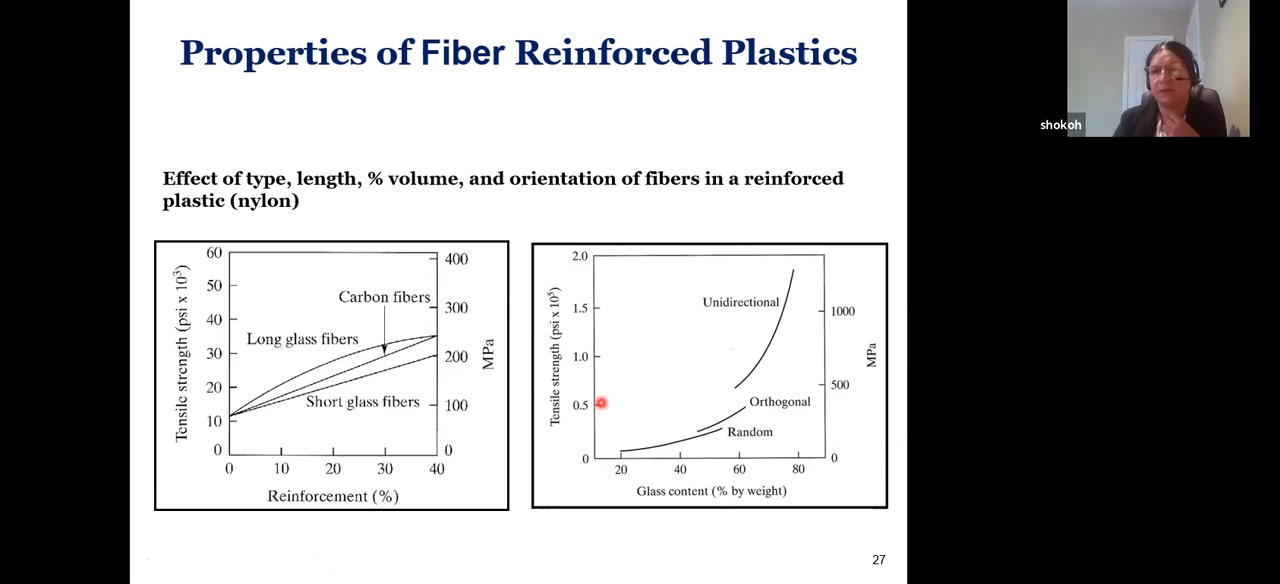 Properties of Fiber Reinforced Plastics
shokoh
Effect of type, length, % volume, and orientation of fibers in a reinforced
plastic (nylon)
Tensile strength (psi x 10³)
60
50
40
30
20
10
0
400
300
200
100
0
MPa
Carbon fibers
Long glass fibers
Short glass fibers
0 10 20 30 40
Reinforcement (%)
Tensile strength (psi x 10⁵)
2.0
1.5
1.0
0.5
0
1000
500
0
MPa
Unidirectional
Orthogonal
Random
20 40 60 80
Glass content (% by weight)
27